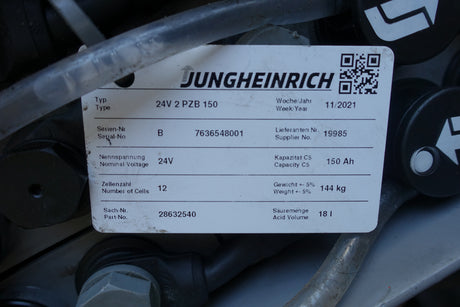 JUNGHEINRICH
Typ 24V 2 PZB 150 Woche/Jahr 11/2021
Type Week/Year
Serien-Nr B 7636548001 Lieferanten Nr. 19985
Serial-No Supplier No.
Nennspannung 24V Kapazität C5 150 Ah
Nominal Voltage Capacity C5
Zellenzahl 12 Gewicht +- 5% 144 kg
Number of Cells Weight +- 5%
Sach-Nr. 28632540 Säuremenge 18 l
Part-No. Acid Volume